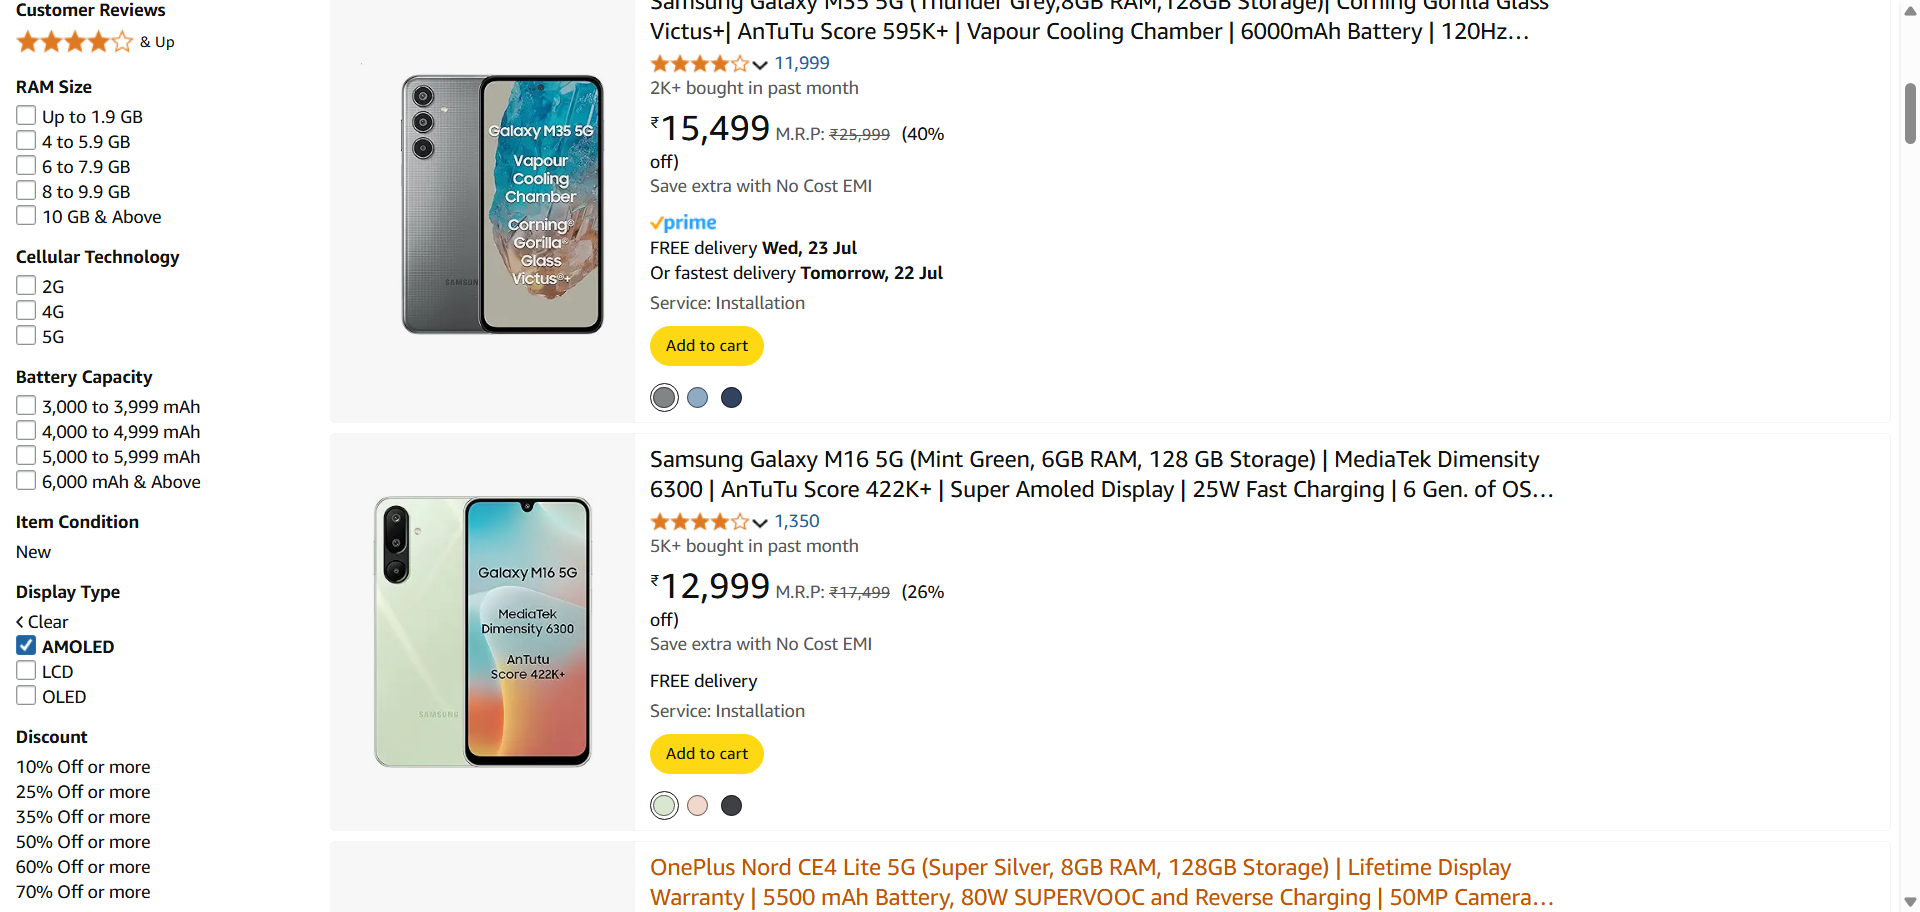 Customer Reviews
& Up
RAM Size
Up to 1.9 GB
4 to 5.9 GB
6 to 7.9 GB
8 to 9.9 GB
10 GB & Above
Cellular Technology
2G
4G
5G
Battery Capacity
3,000 to 3,999 mAh
4,000 to 4,999 mAh
5,000 to 5,999 mAh
6,000 mAh & Above
Item Condition
New
Display Type
Clear
AMOLED
LCD
OLED
Discount
10% Off or more
25% Off or more
35% Off or more
50% Off or more
60% Off or more
70% Off or more
Galaxy M35 5G
Vapour
Cooling
Chamber
Corning®
Gorilla®
Glass
Victus®+
SAMSUN
Samsung Galaxy M35 5G (Thunder Grey,8GB RAM,128GB Storage)| Corning Gorilla Glass
Victus+| AnTuTu Score 595K+ | Vapour Cooling Chamber | 6000mAh Battery | 120Hz…
11,999
2K+ bought in past month
₹15,499 M.R.P: ₹25,999 (40%
off)
Save extra with No Cost EMI
prime
FREE delivery Wed, 23 Jul
Or fastest delivery Tomorrow, 22 Jul
Service: Installation
Add to cart
Galaxy M16 5G
MediaTek
Dimensity 6300
AnTutu
Score 422K+
SAMSUNG
Samsung Galaxy M16 5G (Mint Green, 6GB RAM, 128 GB Storage) | MediaTek Dimensity
6300 | AnTuTu Score 422K+ | Super Amoled Display | 25W Fast Charging | 6 Gen. of OS…
1,350
5K+ bought in past month
₹12,999 M.R.P: ₹17,499 (26%
off)
Save extra with No Cost EMI
FREE delivery
Service: Installation
Add to cart
OnePlus Nord CE4 Lite 5G (Super Silver, 8GB RAM, 128GB Storage) | Lifetime Display
Warranty | 5500 mAh Battery, 80W SUPERVOOC and Reverse Charging | 50MP Camera…